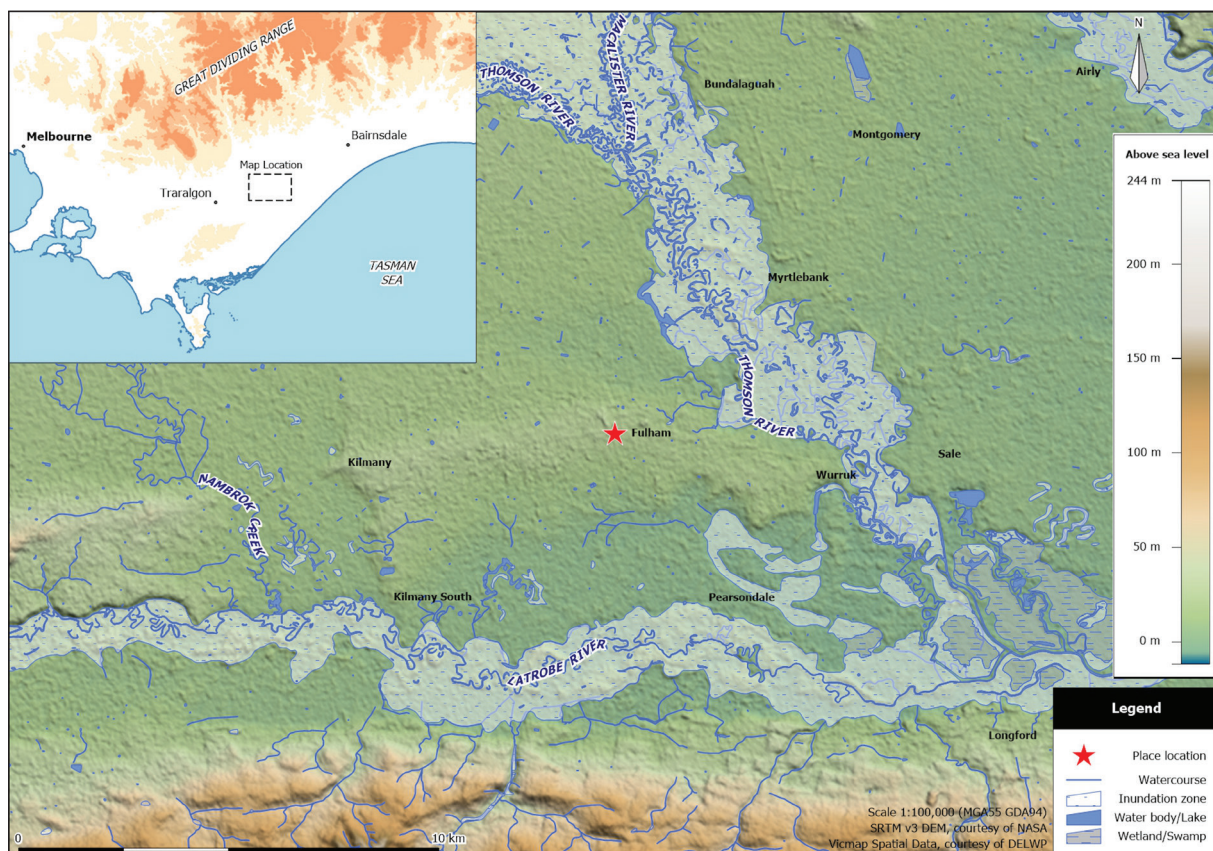 GREAT DIVIDING RANGE
Melbourne
Bairnsdale
Map Location
Traralgon
TASMAN
SEA
MACALISTER RIVER
THOMSON RIVER
Bundalaguah
Montgomery
Airly
N
Above sea level
244 m
200 m
150 m
100 m
50 m
0 m
Myrtlebank
THOMSON RIVER
Fulham
Kilmany
Sale
Wurruk
NAMBROK CREEK
Kilmany South
Pearsondale
LATROBE RIVER
Longford
Legend
Place location
Watercourse
Inundation zone
Water body/Lake
Wetland/Swamp
Scale 1:100,000 (MGA55 GDA94)
SRTM v3 DEM, courtesy of NASA
Vicmap Spatial Data, courtesy of DELWP
0
10 km